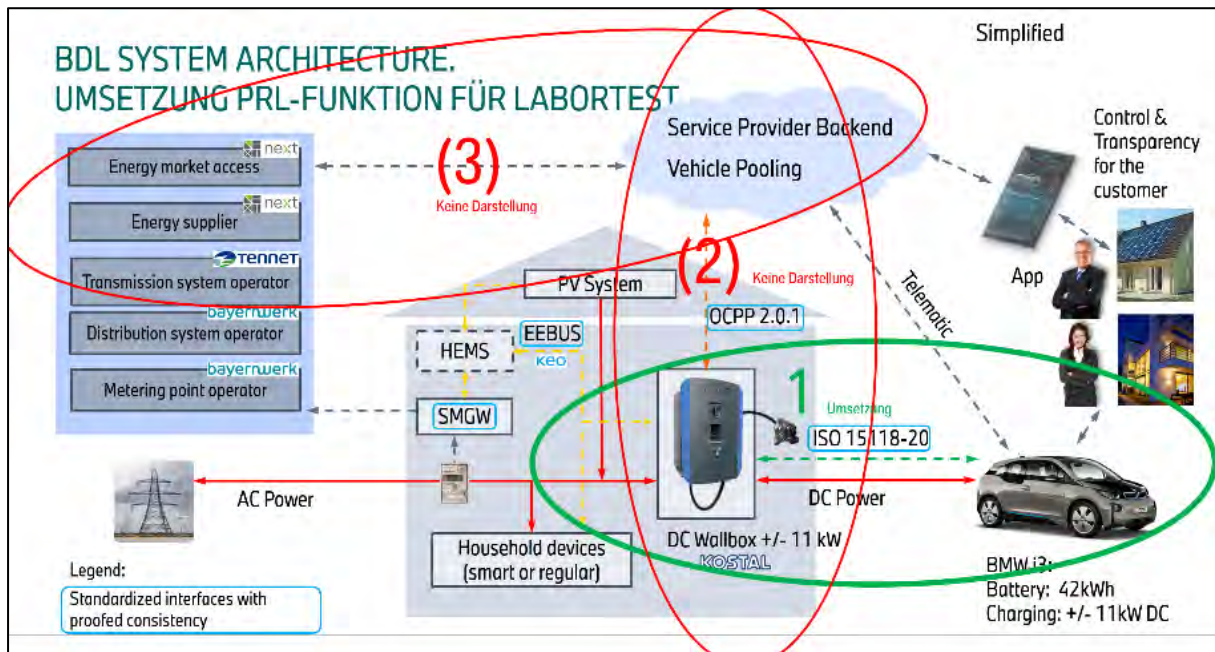 Simplified
BDL SYSTEM ARCHITECTURE.
UMSETZUNG PRL-FUNKTION FÜR LABORTEST
next
Energy market access
next
Energy supplier
TENNET
Transmission system operator
bayernwerk
Distribution system operator
bayernwerk
Metering point operator
(3)
Keine Darstellung
Service Provider Backend
Vehicle Pooling
Control &
Transparency
for the
customer
App
Telematic
(2)
Keine Darstellung
PV System
OCPP 2.0.1
HEMS
EEBUS
KEO
SMGW
1
Umsetzung
ISO 15118-20
AC Power
DC Power
Household devices
(smart or regular)
DC Wallbox +/- 11 kW
KOSTAL
BMW i3:
Battery: 42kWh
Charging: +/- 11kW DC
Legend:
Standardized interfaces with
proofed consistency